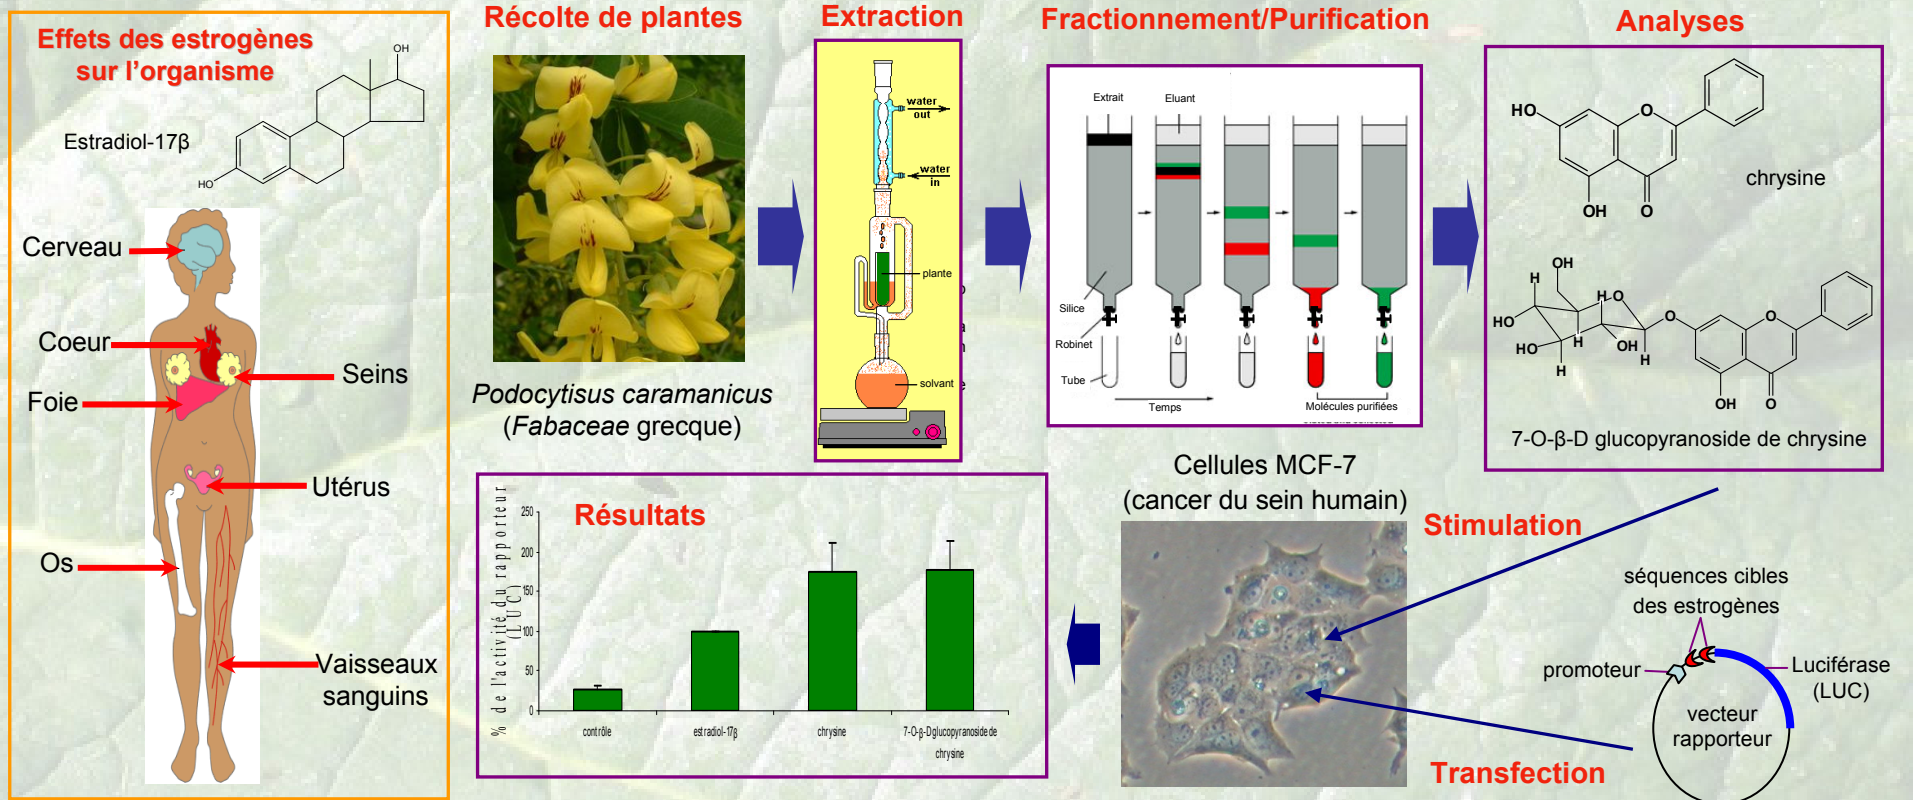 Effets des estrogènes
sur l'organisme
OH
Estradiol-17β
HO
Cerveau
Coeur
Foie
Seins
Utérus
Os
Vaisseaux
sanguins
Récolte de plantes
Podocytisus caramanicus
(Fabaceae grecque)
Extraction
water
out
water
in
plante
solvant
Fractionnement/Purification
Extrait
Eluant
Silice
Robinet
Tube
Temps
Molécules purifiées
Analyses
HO
O
OH
O
chrysine
OH
H
H
O
HO
O
O
HO
H
OH
H
H
OH
O
7-O-β-D glucopyranoside de chrysine
Cellules MCF-7
(cancer du sein humain)
Stimulation
séquences cibles
des estrogènes
promoteur
Luciférase
(LUC)
vecteur
rapporteur
Transfection
Résultats
% de l'activité du rapporteur
(LUC)
250
200
150
100
50
0
contrôle
estradiol-17β
chrysine
7-O-β-Dglucopyranoside de
chrysine